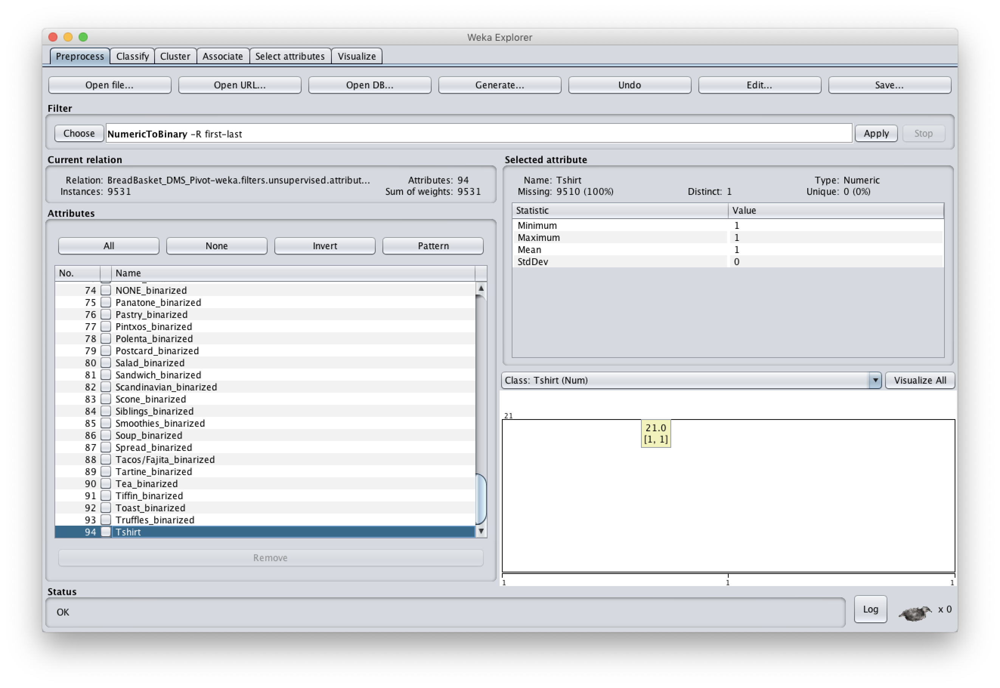 Weka Explorer
Preprocess Classify Cluster Associate Select attributes Visualize
Open file... Open URL... Open DB... Generate... Undo Edit... Save...
Filter
Choose NumericToBinary -R first-last Apply Stop
Current relation
Relation: BreadBasket_DMS_Pivot-weka.filters.unsupervised.attribut... Attributes: 94
Instances: 9531 Sum of weights: 9531
Attributes
All None Invert Pattern
No. Name
74 NONE_binarized
75 Panatone_binarized
76 Pastry_binarized
77 Pintxos_binarized
78 Polenta_binarized
79 Postcard_binarized
80 Salad_binarized
81 Sandwich_binarized
82 Scandinavian_binarized
83 Scone_binarized
84 Siblings_binarized
85 Smoothies_binarized
86 Soup_binarized
87 Spread_binarized
88 Tacos/Fajita_binarized
89 Tartine_binarized
90 Tea_binarized
91 Tiffin_binarized
92 Toast_binarized
93 Truffles_binarized
94 Tshirt
Remove
Selected attribute
Name: Tshirt Type: Numeric
Missing: 9510 (100%) Distinct: 1 Unique: 0 (0%)
Statistic Value
Minimum 1
Maximum 1
Mean 1
StdDev 0
Class: Tshirt (Num) Visualize All
21
21.0
[1, 1]
1 1 1
Status
OK
Log x 0